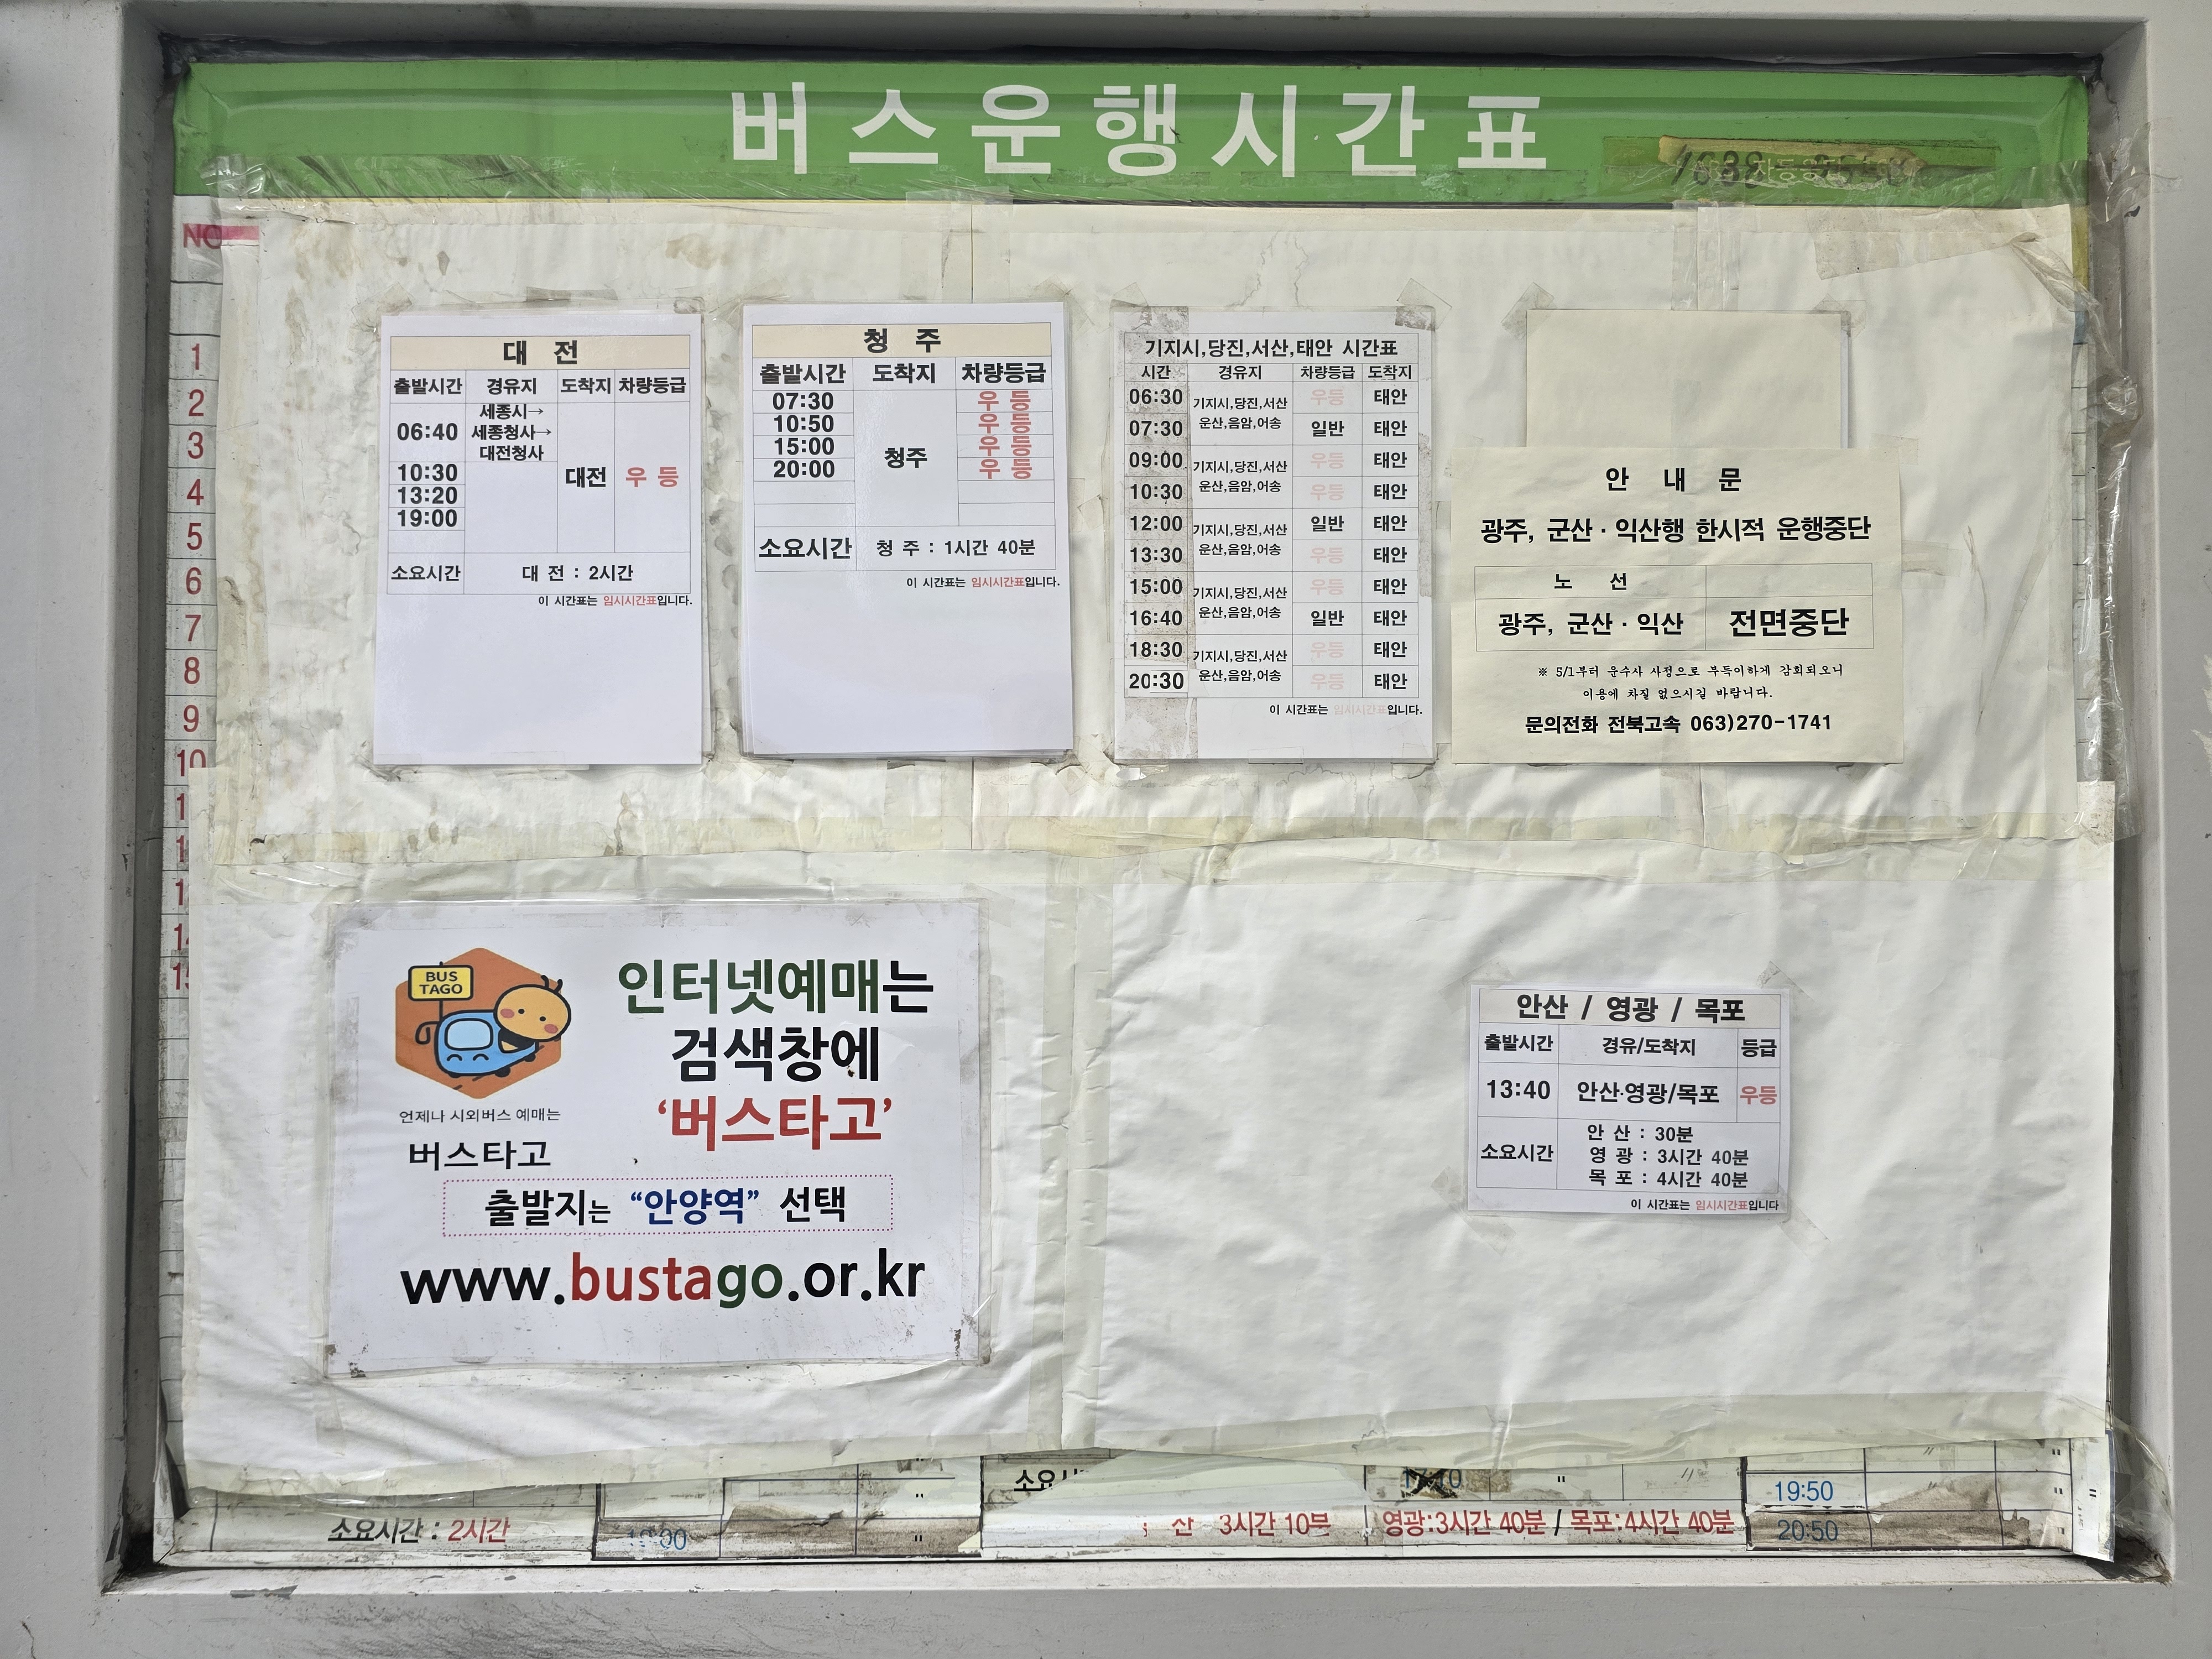 버스운행시간표
NO
1
2
3
4
5
6
7
8
9
10
대 전
출발시간 경유지 도착지 차량등급
06:40 세종시→
세종청사→
대전청사
10:30
13:20
19:00
대전 우 등
소요시간 대 전 : 2시간
이 시간표는 임시시간표입니다.
청 주
출발시간 도착지 차량등급
07:30 우 등
10:50 우 등
15:00 우 등
20:00 우 등
청주
소요시간 청 주 : 1시간 40분
이 시간표는 임시시간표입니다.
기지시,당진,서산,태안 시간표
시간 경유지 차량등급 도착지
06:30 기지시,당진,서산 우등 태안
07:30 운산,음암,어송 일반 태안
09:00 기지시,당진,서산 우등 태안
10:30 운산,음암,어송 우등 태안
12:00 기지시,당진,서산 일반 태안
13:30 운산,음암,어송 우등 태안
15:00 기지시,당진,서산 우등 태안
16:40 운산,음암,어송 일반 태안
18:30 기지시,당진,서산 우등 태안
20:30 운산,음암,어송 우등 태안
이 시간표는 임시시간표입니다.
안 내 문
광주, 군산 · 익산행 한시적 운행중단
노 선
광주, 군산 · 익산 전면중단
※ 5/1부터 운수사 사정으로 부득이하게 감회되오니
이용에 차질 없으시길 바랍니다.
문의전화 전북고속 063)270-1741
BUS
TAGO
언제나 시외버스 예매는
버스타고
인터넷예매는
검색창에
‘버스타고’
출발지는 “안양역” 선택
www.bustago.or.kr
안산 / 영광 / 목포
출발시간 경유/도착지 등급
13:40 안산·영광/목포 우등
소요시간 안 산 : 30분
영 광 : 3시간 40분
목 포 : 4시간 40분
이 시간표는 임시시간표입니다
19:50
소요시간 : 2시간
산 3시간 10분
영광:3시간 40분 / 목포:4시간 40분
20:50